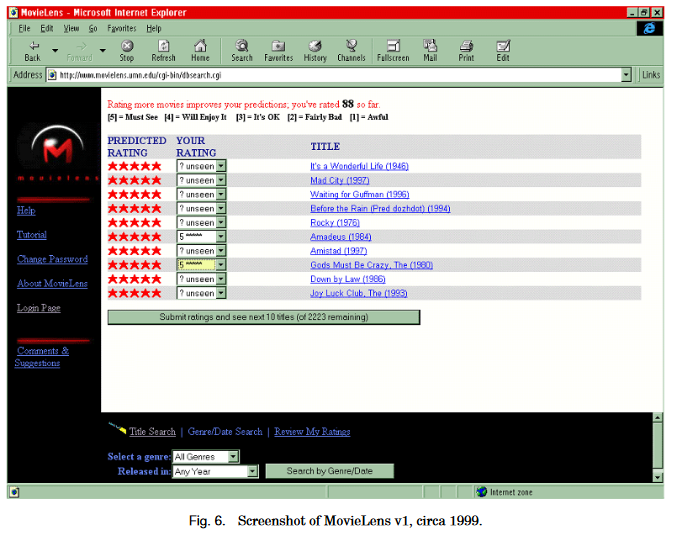 MovieLens - Microsoft Internet Explorer
File Edit View Go Favorites Help
Back Forward Stop Refresh Home Search Favorites History Channels Fullscreen Mail Print Edit
Address http://www.movielens.umn.edu/cgi-bin/dbsearch.cgi Links
Rating more movies improves your predictions; you've rated 88 so far.
[5] = Must See [4] = Will Enjoy It [3] = It's OK [2] = Fairly Bad [1] = Awful
PREDICTED RATING YOUR RATING TITLE
★★★★★ ? unseen It's a Wonderful Life (1946)
★★★★★ ? unseen Mad City (1997)
★★★★★ ? unseen Waiting for Guffman (1996)
★★★★★ ? unseen Before the Rain (Pred dozhdot) (1994)
★★★★★ ? unseen Rocky (1976)
★★★★★ 5 ***** Amadeus (1984)
★★★★★ ? unseen Amistad (1997)
★★★★★ 5 ***** Gods Must Be Crazy, The (1980)
★★★★★ ? unseen Down by Law (1986)
★★★★★ ? unseen Joy Luck Club, The (1993)
Submit ratings and see next 10 titles (of 2223 remaining)
M
movielens
Help
Tutorial
Change Password
About MovieLens
Login Page
Comments &
Suggestions
Title Search | Genre/Date Search | Review My Ratings
Select a genre: All Genres
Released in: Any Year Search by Genre/Date
Internet zone
Fig. 6. Screenshot of MovieLens v1, circa 1999.